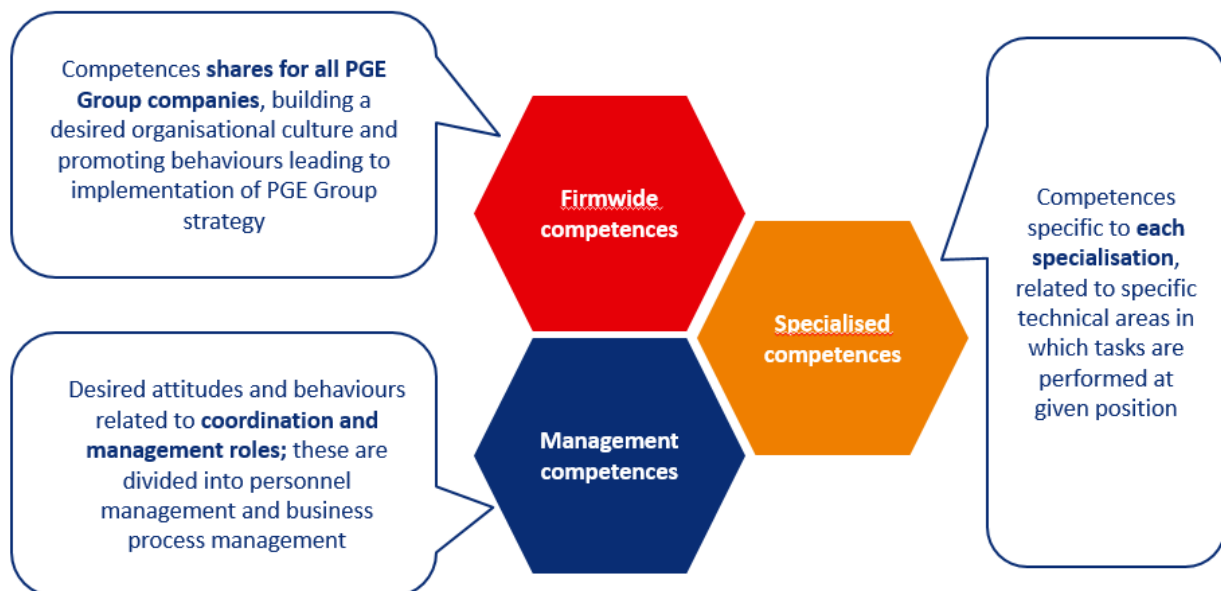 Competences shares for all PGE
Group companies, building a
desired organisational culture and
promoting behaviours leading to
implementation of PGE Group
strategy
Firmwide
competences
Specialised
competences
Competences
specific to each
specialisation,
related to specific
technical areas in
which tasks are
performed at
given position
Desired attitudes and behaviours
related to coordination and
management roles; these are
divided into personnel
management and business
process management
Management
competences